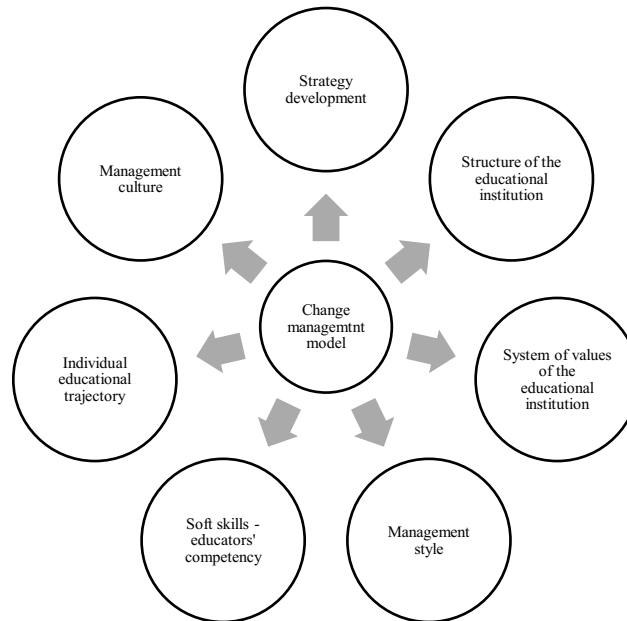 Strategy
development
Management
culture
Structure of the
educational
institution
Change
managemtnt
model
Individual
educational
trajectory
System of values
of the
educational
institution
Soft skills -
educators'
competency
Management
style